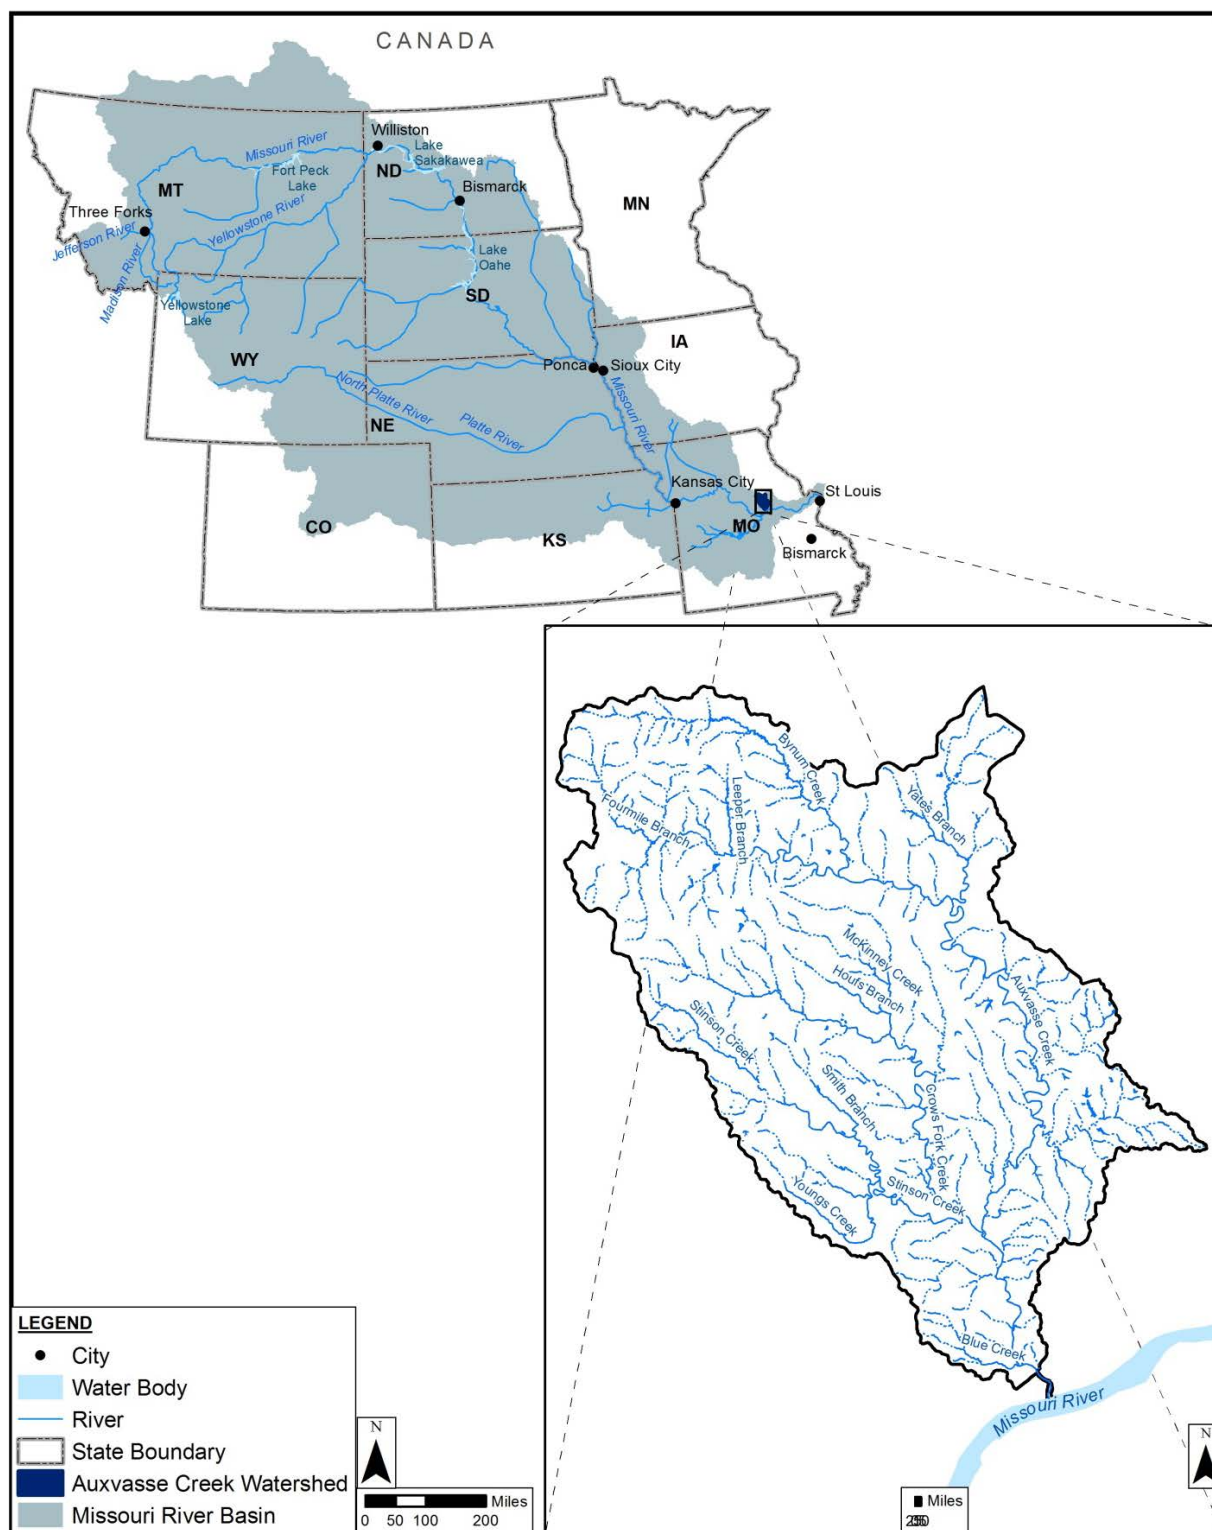 CANADA
Williston
Lake
Sakakawea
Missouri River
Fort Peck
Lake
ND
MT
Bismarck
MN
Three Forks
Yellowstone River
Jefferson River
Madison River
Lake
Oahe
SD
Yellowstone
Lake
IA
WY
Ponca
Sioux City
Missouri River
North Platte River
Platte River
NE
Kansas City
St Louis
MO
CO
KS
Bismarck
Bynum Creek
Leeper Branch
Yates Branch
Fourmile Branch
McKinney Creek
Houfs Branch
Auxvasse Creek
Stinson Creek
Smith Branch
Crows Fork Creek
Stinson Creek
Youngs Creek
Blue Creek
Missouri River
LEGEND
City
Water Body
River
State Boundary
Auxvasse Creek Watershed
Missouri River Basin
N
Miles
0 50 100 200
N
Miles